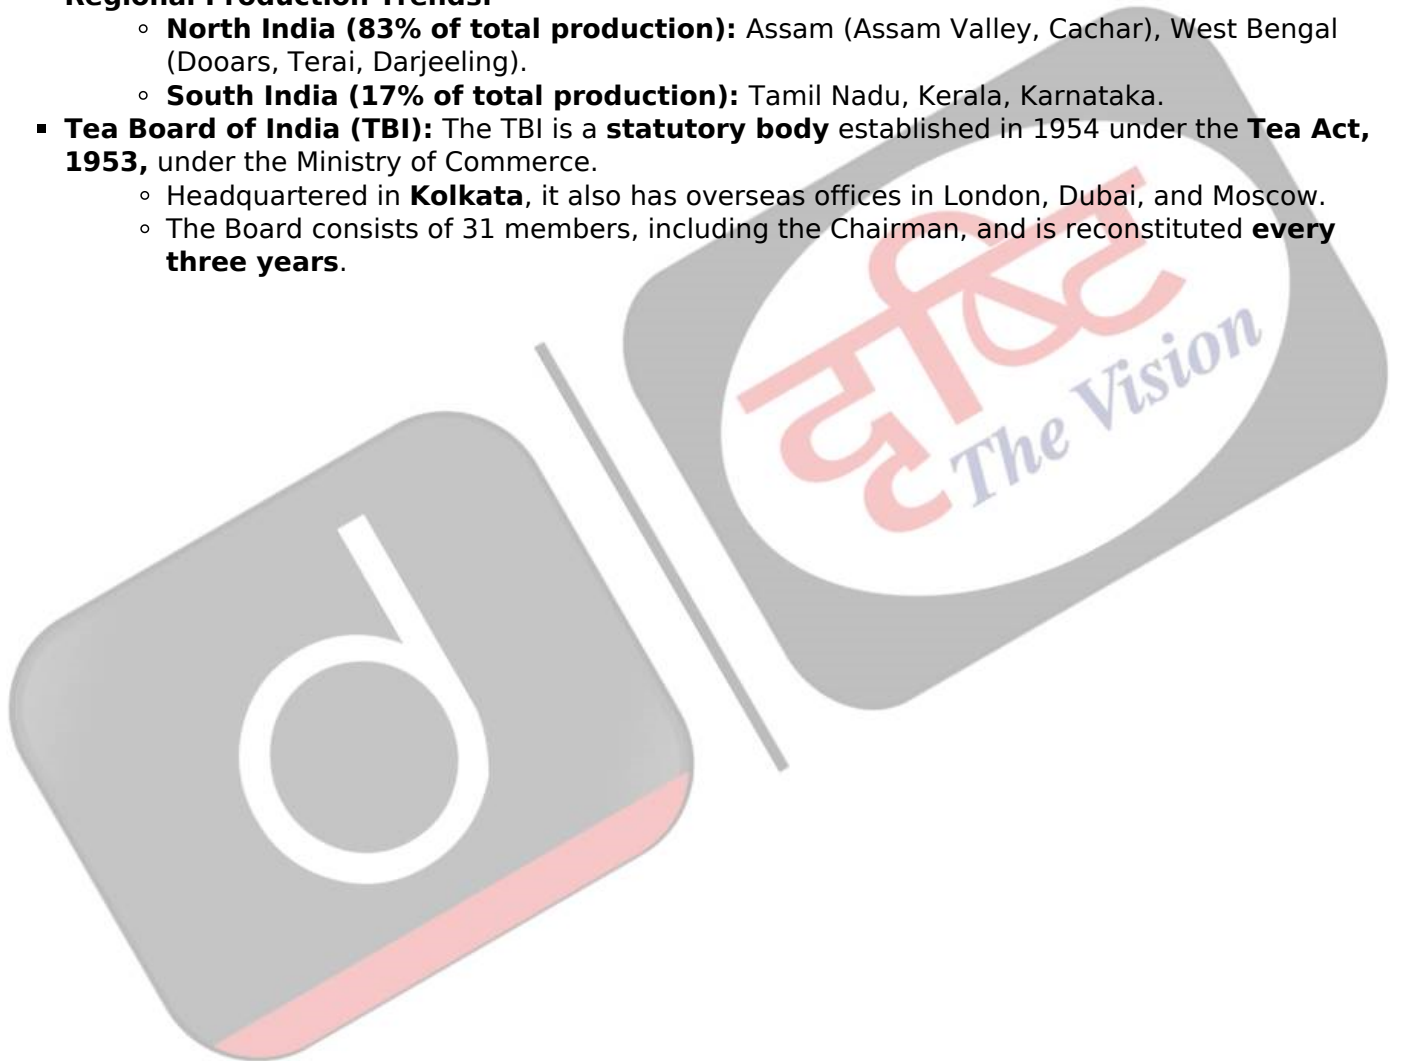 Regional Production Trends:
◦ North India (83% of total production): Assam (Assam Valley, Cachar), West Bengal
(Dooars, Terai, Darjeeling).
◦ South India (17% of total production): Tamil Nadu, Kerala, Karnataka.
▪ Tea Board of India (TBI): The TBI is a statutory body established in 1954 under the Tea Act,
1953, under the Ministry of Commerce.
◦ Headquartered in Kolkata, it also has overseas offices in London, Dubai, and Moscow.
◦ The Board consists of 31 members, including the Chairman, and is reconstituted every
three years.
दृष्टि
The Vision
d